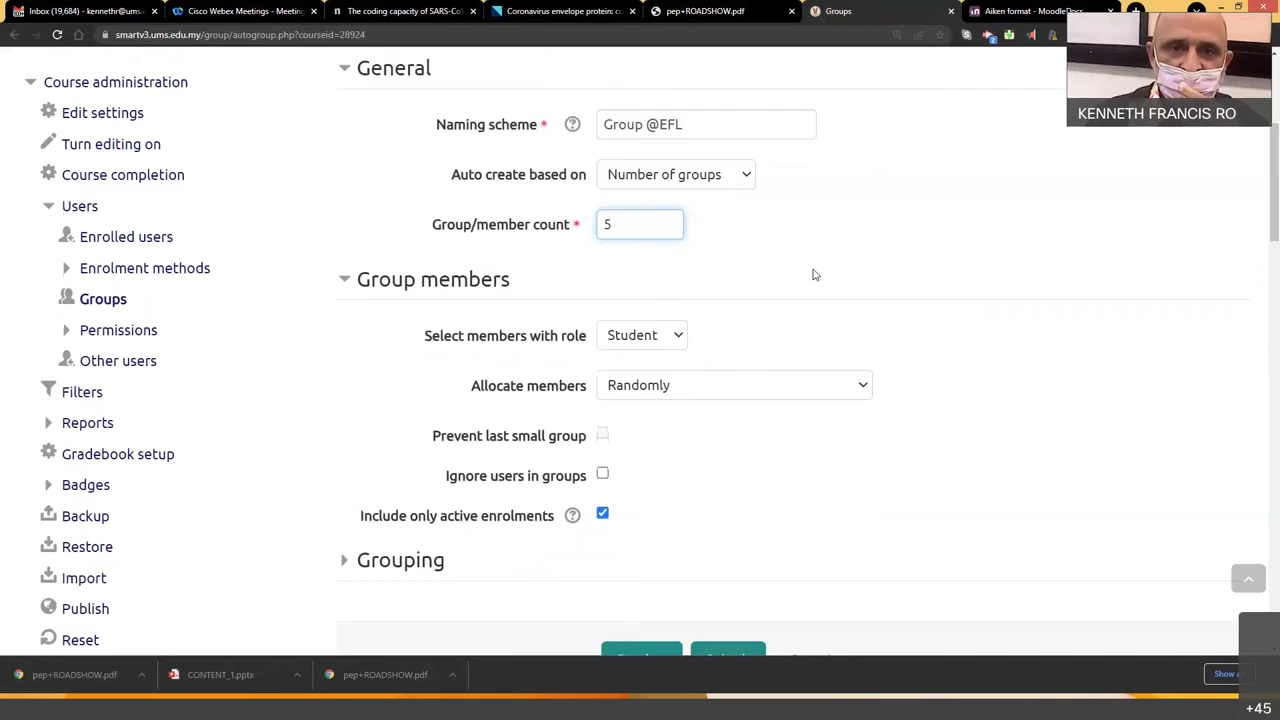 Inbox (19,684) - kenneth@ums.e
Cisco Webex Meetings - Meeting
The coding capacity of SARS-CoV
Coronavirus envelope protein: cu
pep+ROADSHOW.pdf
Groups
Aiken format - MoodleDocs
smartv3.ums.edu.my/group/autogroup.php?courseid=28924
KENNETH FRANCIS RO
Course administration
Edit settings
Turn editing on
Course completion
Users
Enrolled users
Enrolment methods
Groups
Permissions
Other users
Filters
Reports
Gradebook setup
Badges
Backup
Restore
Import
Publish
Reset
General
Naming scheme * Group @EFL
Auto create based on Number of groups
Group/member count * 5
Group members
Select members with role Student
Allocate members Randomly
Prevent last small group
Ignore users in groups
Include only active enrolments
Grouping
pep+ROADSHOW.pdf
CONTENT_1.pptx
pep+ROADSHOW.pdf
Show a
+45